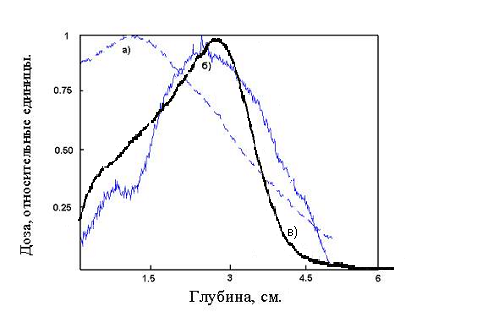 Доза, относительные единицы.
1
0.75
0.50
0.25
а)
б)
в)
1.5
3
4.5
6
Глубина, см.